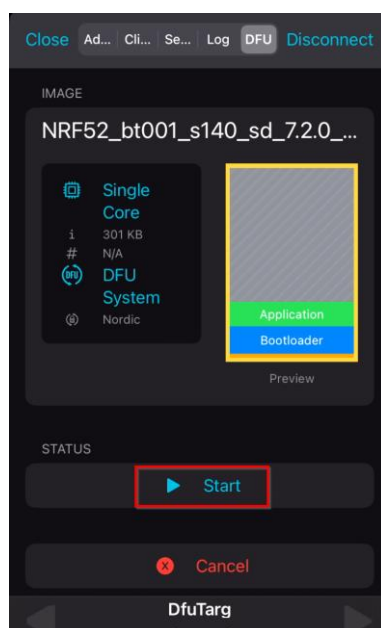 Close Ad... Cli... Se... Log DFU Disconnect
IMAGE
NRF52_bt001_s140_sd_7.2.0_...
Single
Core
i 301 KB
# N/A
DFU
System
Nordic
Application
Bootloader
Preview
STATUS
Start
Cancel
DfuTarg